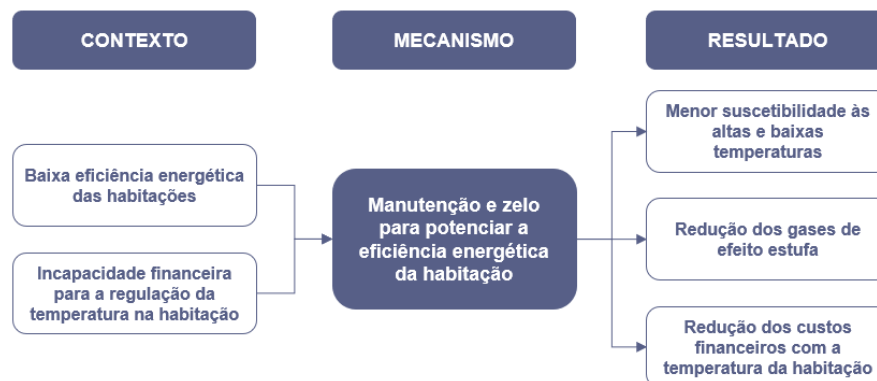 CONTEXTO
MECANISMO
RESULTADO
Baixa eficiência energética
das habitações
Incapacidade financeira
para a regulação da
temperatura na habitação
Manutenção e zelo
para potenciar a
eficiência energética
da habitação
Menor suscetibilidade às
altas e baixas
temperaturas
Redução dos gases de
efeito estufa
Redução dos custos
financeiros com a
temperatura da habitação